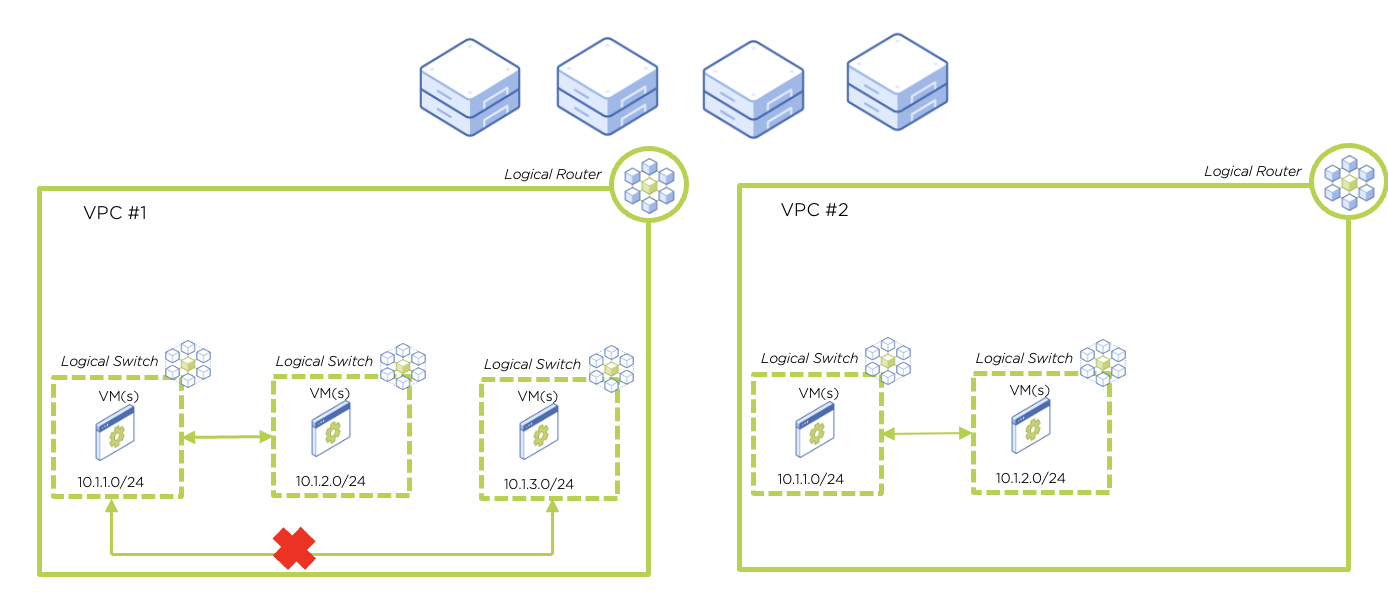 Logical Router
Logical Router
VPC #1
VPC #2
Logical Switch
Logical Switch
Logical Switch
Logical Switch
Logical Switch
VM(s)
VM(s)
VM(s)
VM(s)
VM(s)
10.1.1.0/24
10.1.2.0/24
10.1.3.0/24
10.1.1.0/24
10.1.2.0/24